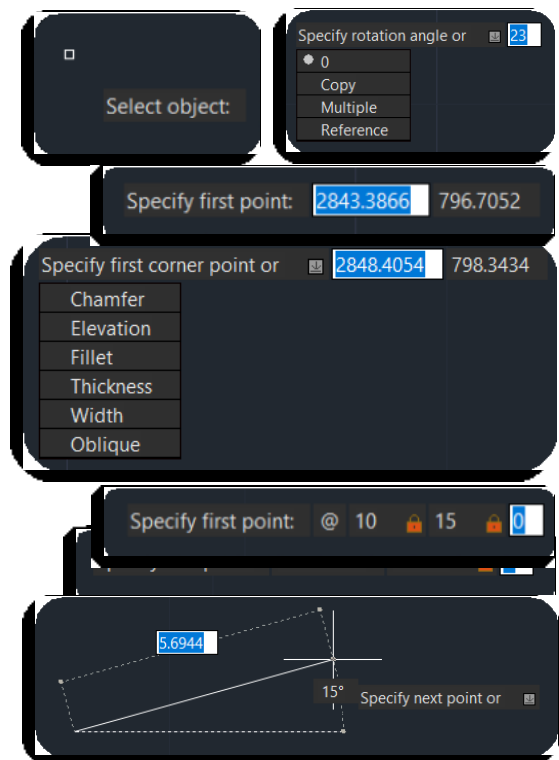 Select object:
Specify rotation angle or 23
0
Copy
Multiple
Reference
Specify first point: 2843.3866 796.7052
Specify first corner point or 2848.4054 798.3434
Chamfer
Elevation
Fillet
Thickness
Width
Oblique
Specify first point: @ 10 15 0
5.6944
15°
Specify next point or